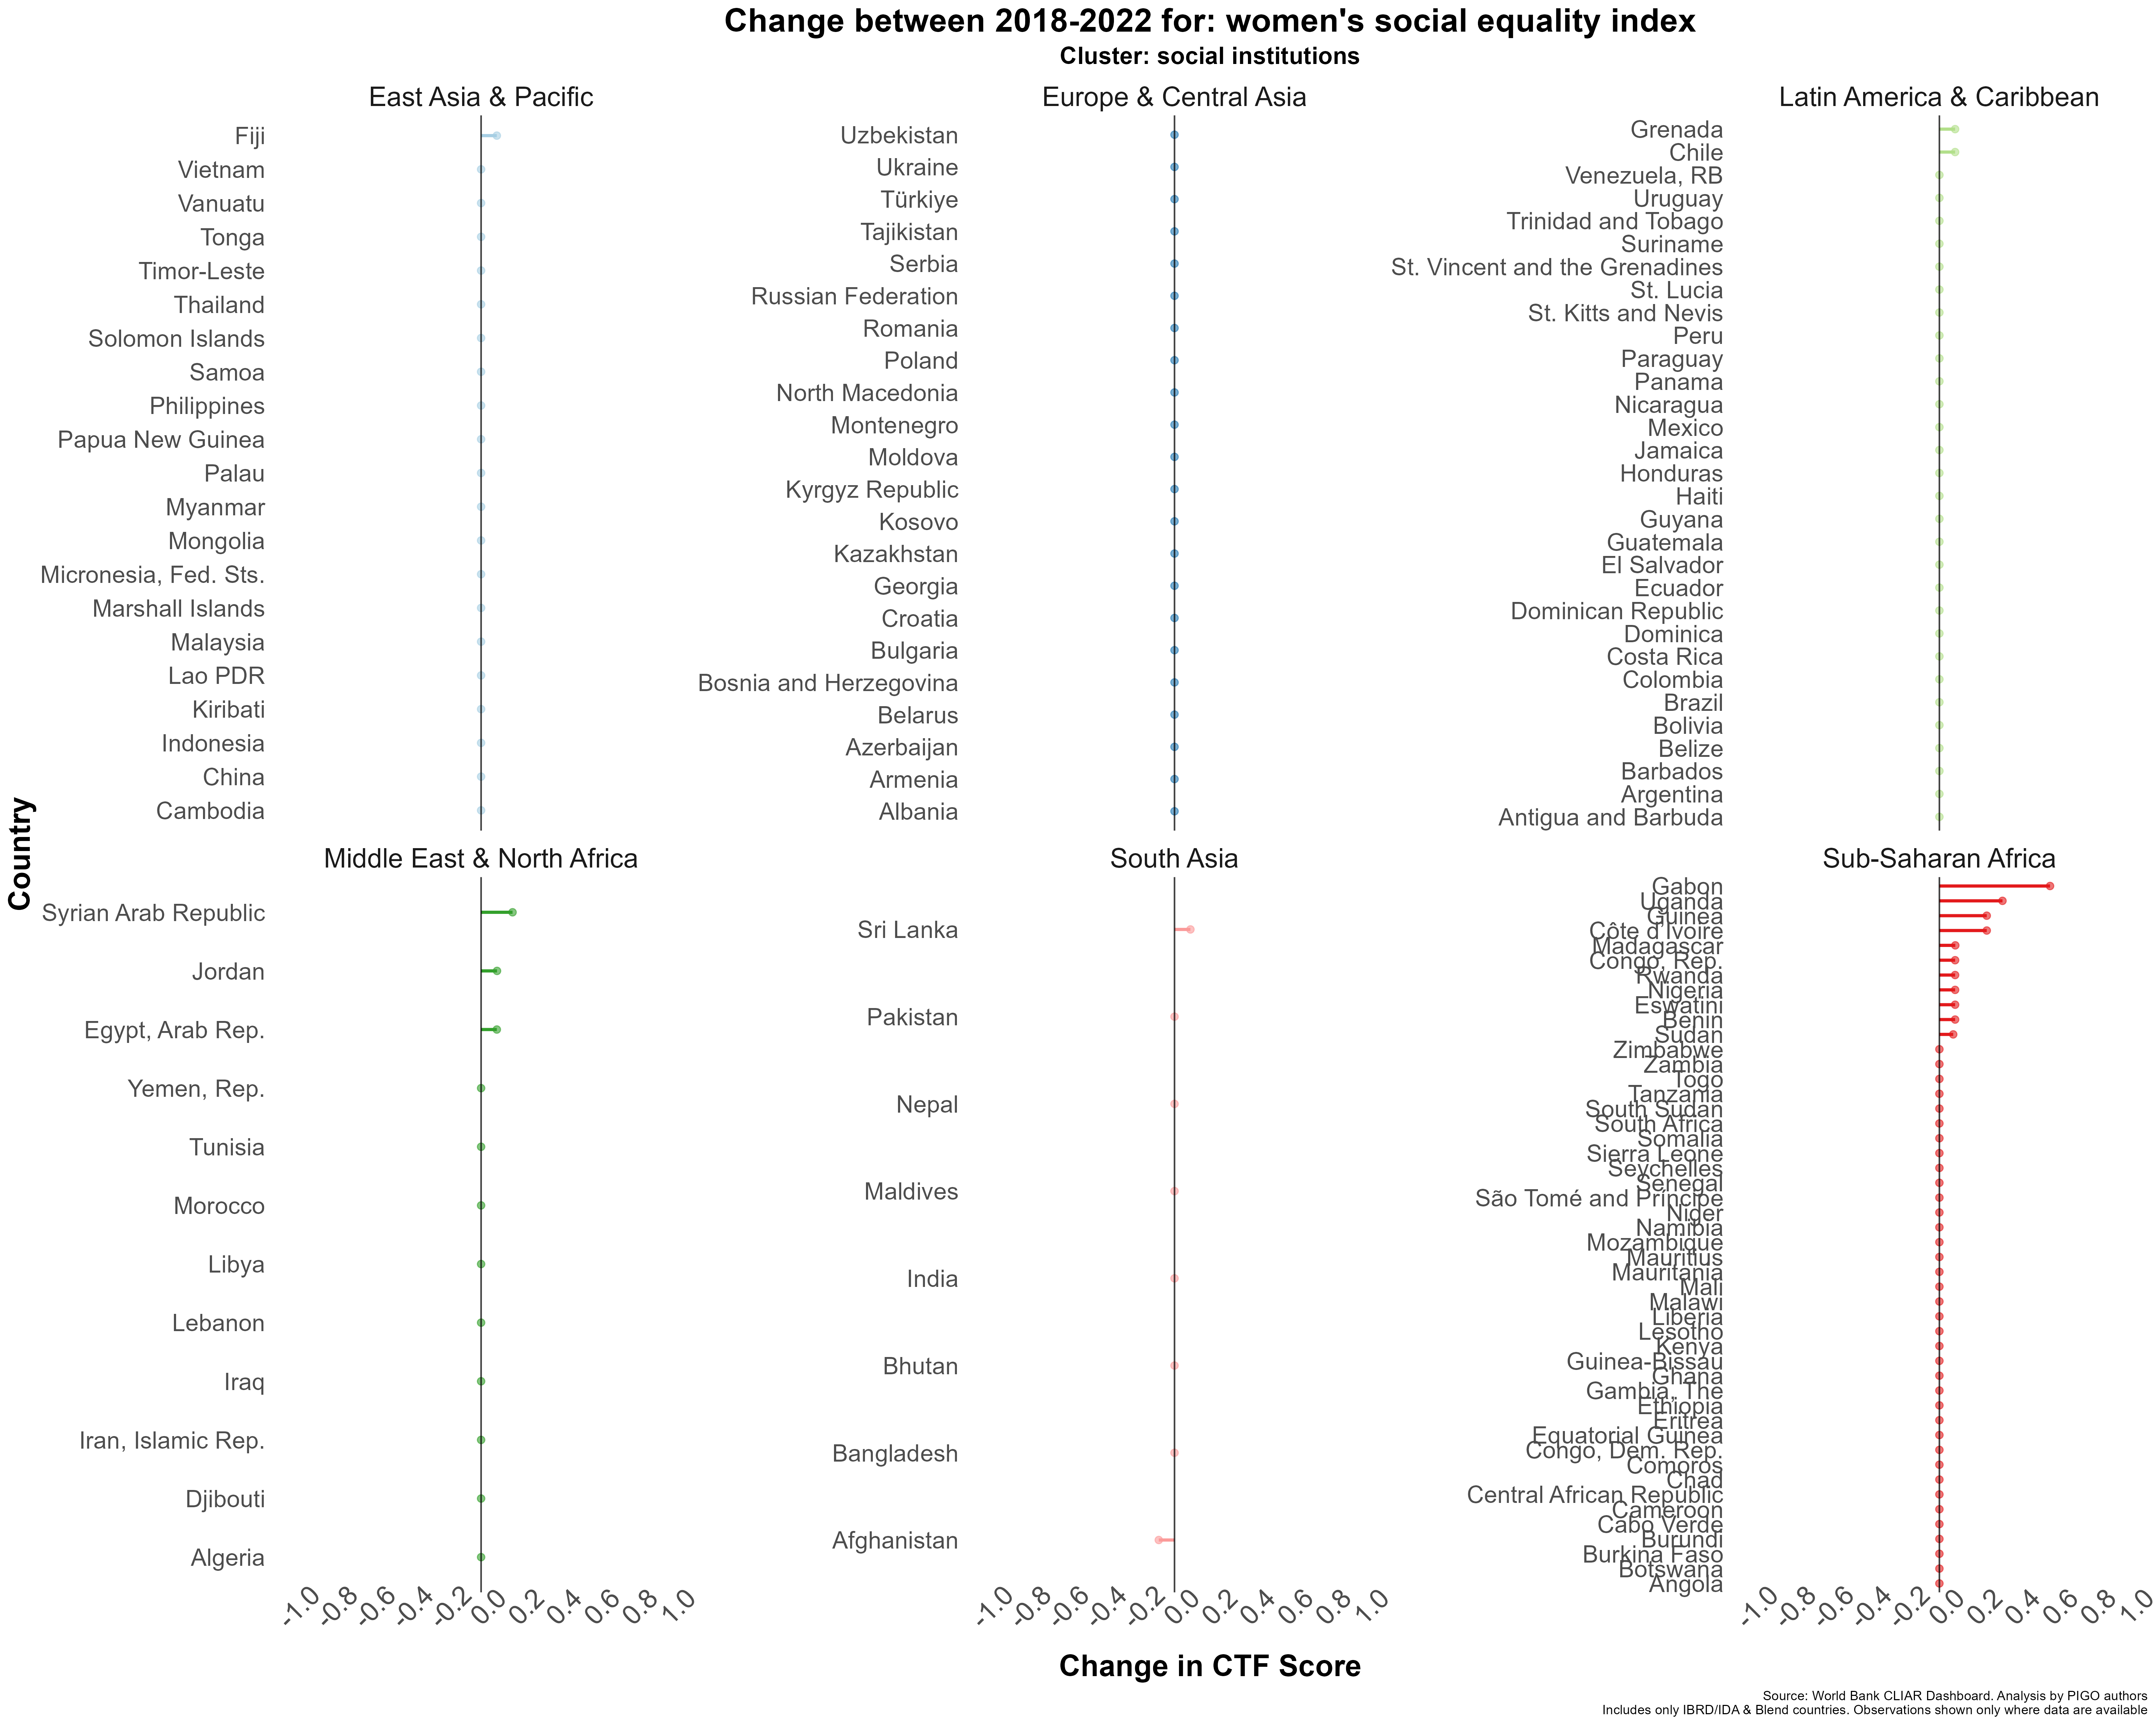 Change between 2018-2022 for: women's social equality index
Cluster: social institutions
East Asia & Pacific
Fiji
Vietnam
Vanuatu
Tonga
Timor-Leste
Thailand
Solomon Islands
Samoa
Philippines
Papua New Guinea
Palau
Myanmar
Mongolia
Micronesia, Fed. Sts.
Marshall Islands
Malaysia
Lao PDR
Kiribati
Indonesia
China
Cambodia
Europe & Central Asia
Uzbekistan
Ukraine
Türkiye
Tajikistan
Serbia
Russian Federation
Romania
Poland
North Macedonia
Montenegro
Moldova
Kyrgyz Republic
Kosovo
Kazakhstan
Georgia
Croatia
Bulgaria
Bosnia and Herzegovina
Belarus
Azerbaijan
Armenia
Albania
Latin America & Caribbean
Grenada
Chile
Venezuela, RB
Uruguay
Trinidad and Tobago
Suriname
St. Vincent and the Grenadines
St. Lucia
St. Kitts and Nevis
Peru
Paraguay
Panama
Nicaragua
Mexico
Jamaica
Honduras
Haiti
Guyana
Guatemala
El Salvador
Ecuador
Dominican Republic
Dominica
Costa Rica
Colombia
Brazil
Bolivia
Belize
Barbados
Argentina
Antigua and Barbuda
Country
Middle East & North Africa
Syrian Arab Republic
Jordan
Egypt, Arab Rep.
Yemen, Rep.
Tunisia
Morocco
Libya
Lebanon
Iraq
Iran, Islamic Rep.
Djibouti
Algeria
-1.0 -0.8 -0.6 -0.4 -0.2 0.0 0.2 0.4 0.6 0.8 1.0
South Asia
Sri Lanka
Pakistan
Nepal
Maldives
India
Bhutan
Bangladesh
Afghanistan
-1.0 -0.8 -0.6 -0.4 -0.2 0.0 0.2 0.4 0.6 0.8 1.0
Sub-Saharan Africa
Gabon
Uganda
Guinea
Côte d'Ivoire
Madagascar
Congo, Rep.
Rwanda
Nigeria
Eswatini
Benin
Sudan
Zimbabwe
Zambia
Togo
Tanzania
South Sudan
South Africa
Somalia
Sierra Leone
Seychelles
Senegal
São Tomé and Príncipe
Niger
Namibia
Mozambique
Mauritius
Mauritania
Mali
Malawi
Liberia
Lesotho
Kenya
Guinea-Bissau
Ghana
Gambia, The
Ethiopia
Eritrea
Equatorial Guinea
Congo, Dem. Rep.
Comoros
Chad
Central African Republic
Cameroon
Cabo Verde
Burundi
Burkina Faso
Botswana
Angola
-1.0 -0.8 -0.6 -0.4 -0.2 0.0 0.2 0.4 0.6 0.8 1.0
Change in CTF Score
Source: World Bank CLIAR Dashboard. Analysis by PIGO authors
Includes only IBRD/IDA & Blend countries. Observations shown only where data are available